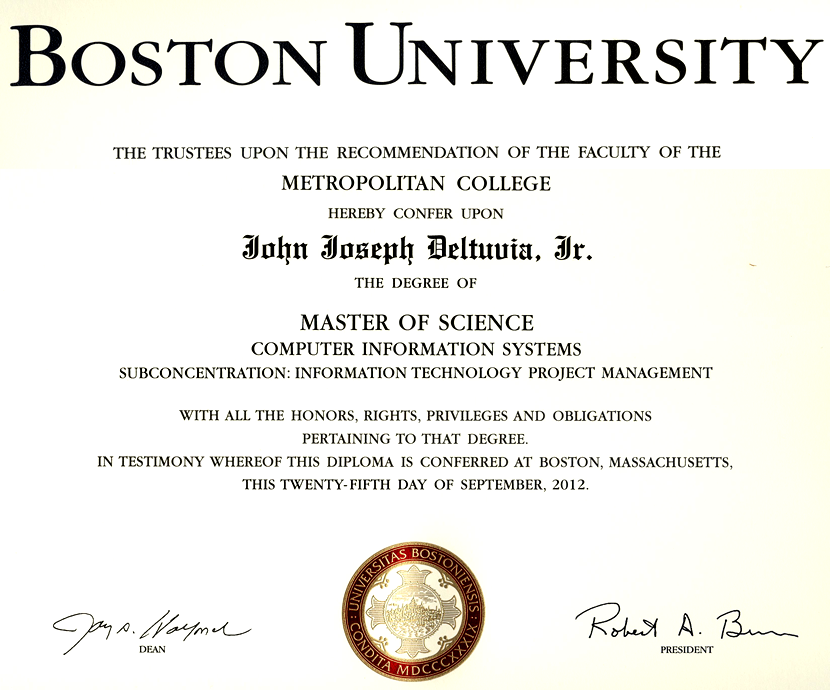 BOSTON UNIVERSITY
THE TRUSTEES UPON THE RECOMMENDATION OF THE FACULTY OF THE
METROPOLITAN COLLEGE
HEREBY CONFER UPON
John Joseph Deltuvia, Jr.
THE DEGREE OF
MASTER OF SCIENCE
COMPUTER INFORMATION SYSTEMS
SUBCONCENTRATION: INFORMATION TECHNOLOGY PROJECT MANAGEMENT
WITH ALL THE HONORS, RIGHTS, PRIVILEGES AND OBLIGATIONS
PERTAINING TO THAT DEGREE.
IN TESTIMONY WHEREOF THIS DIPLOMA IS CONFERRED AT BOSTON, MASSACHUSETTS,
THIS TWENTY-FIFTH DAY OF SEPTEMBER, 2012.
UNIVERSITAS BOSTONIENSIS
CONDITA MDCCCXXXIX
Jay A.
DEAN
Robert A.
PRESIDENT